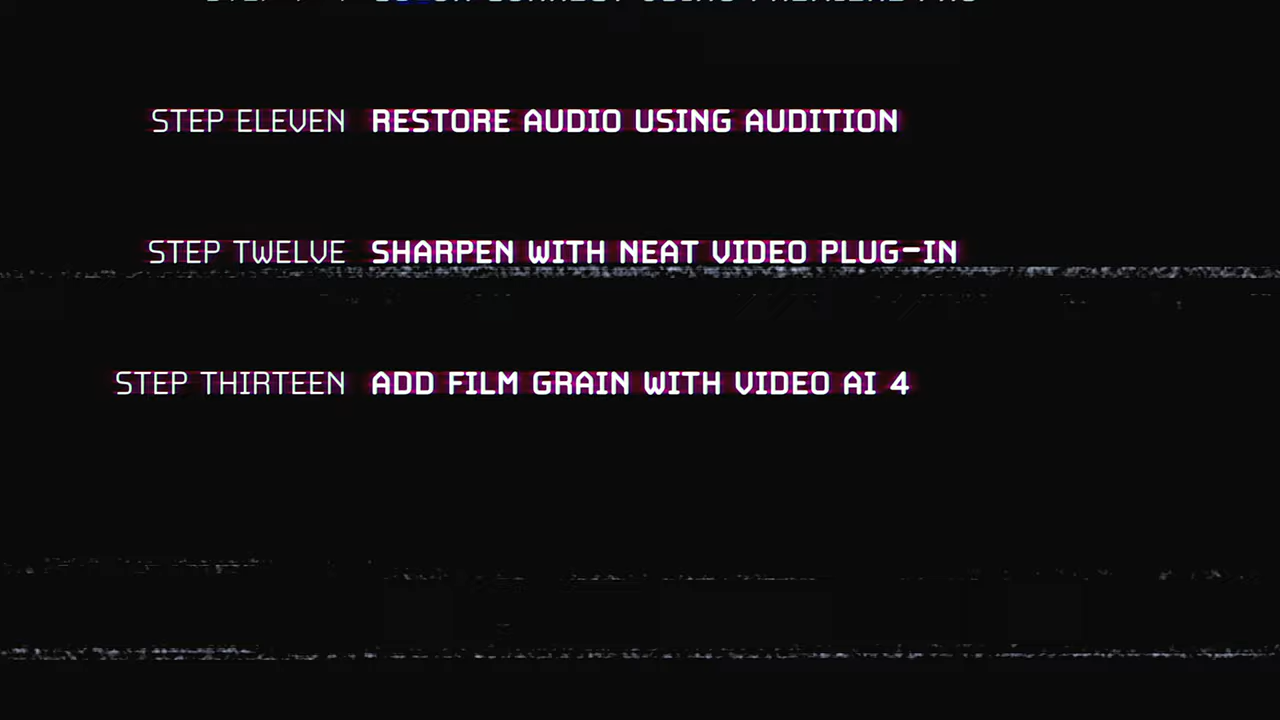 STEP ELEVEN RESTORE AUDIO USING AUDITION
STEP TWELVE SHARPEN WITH NEAT VIDEO PLUG-IN
STEP THIRTEEN ADD FILM GRAIN WITH VIDEO AI 4